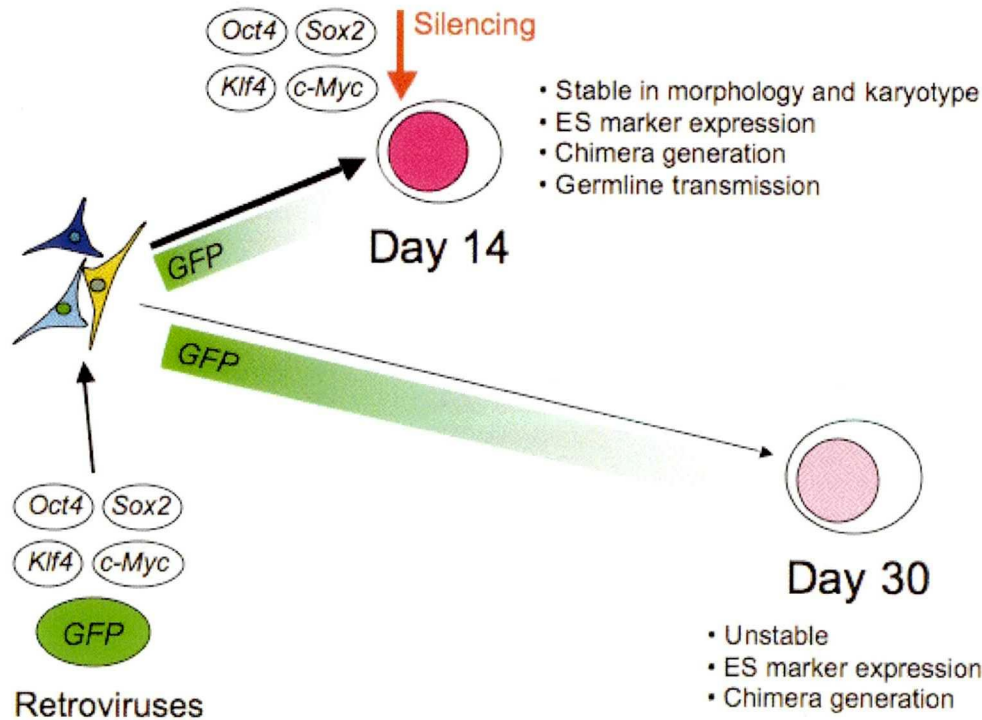 Oct4 Sox2 Silencing
Klf4 c-Myc
• Stable in morphology and karyotype
• ES marker expression
• Chimera generation
• Germline transmission
GFP
Day 14
GFP
Oct4 Sox2
Klf4 c-Myc
GFP
Retroviruses
Day 30
• Unstable
• ES marker expression
• Chimera generation